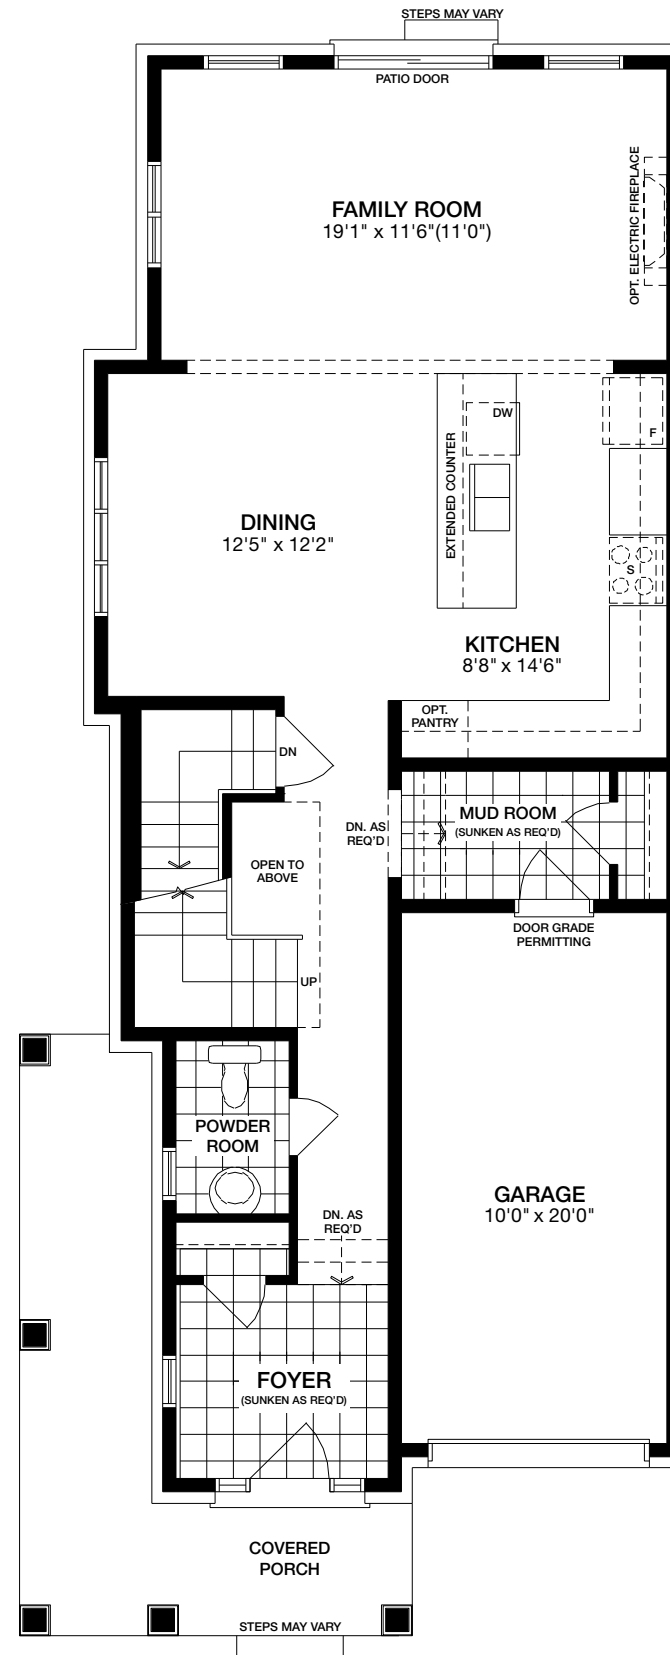 STEPS MAY VARY
PATIO DOOR
FAMILY ROOM
19'1" x 11'6"(11'0")
OPT. ELECTRIC FIREPLACE
DW
F
EXTENDED COUNTER
DINING
12'5" x 12'2"
S
KITCHEN
8'8" x 14'6"
OPT.
PANTRY
DN
MUD ROOM
(SUNKEN AS REQ'D)
DN. AS
REQ'D
OPEN TO
ABOVE
DOOR GRADE
PERMITTING
UP
POWDER
ROOM
GARAGE
10'0" x 20'0"
DN. AS
REQ'D
FOYER
(SUNKEN AS REQ'D)
COVERED
PORCH
STEPS MAY VARY